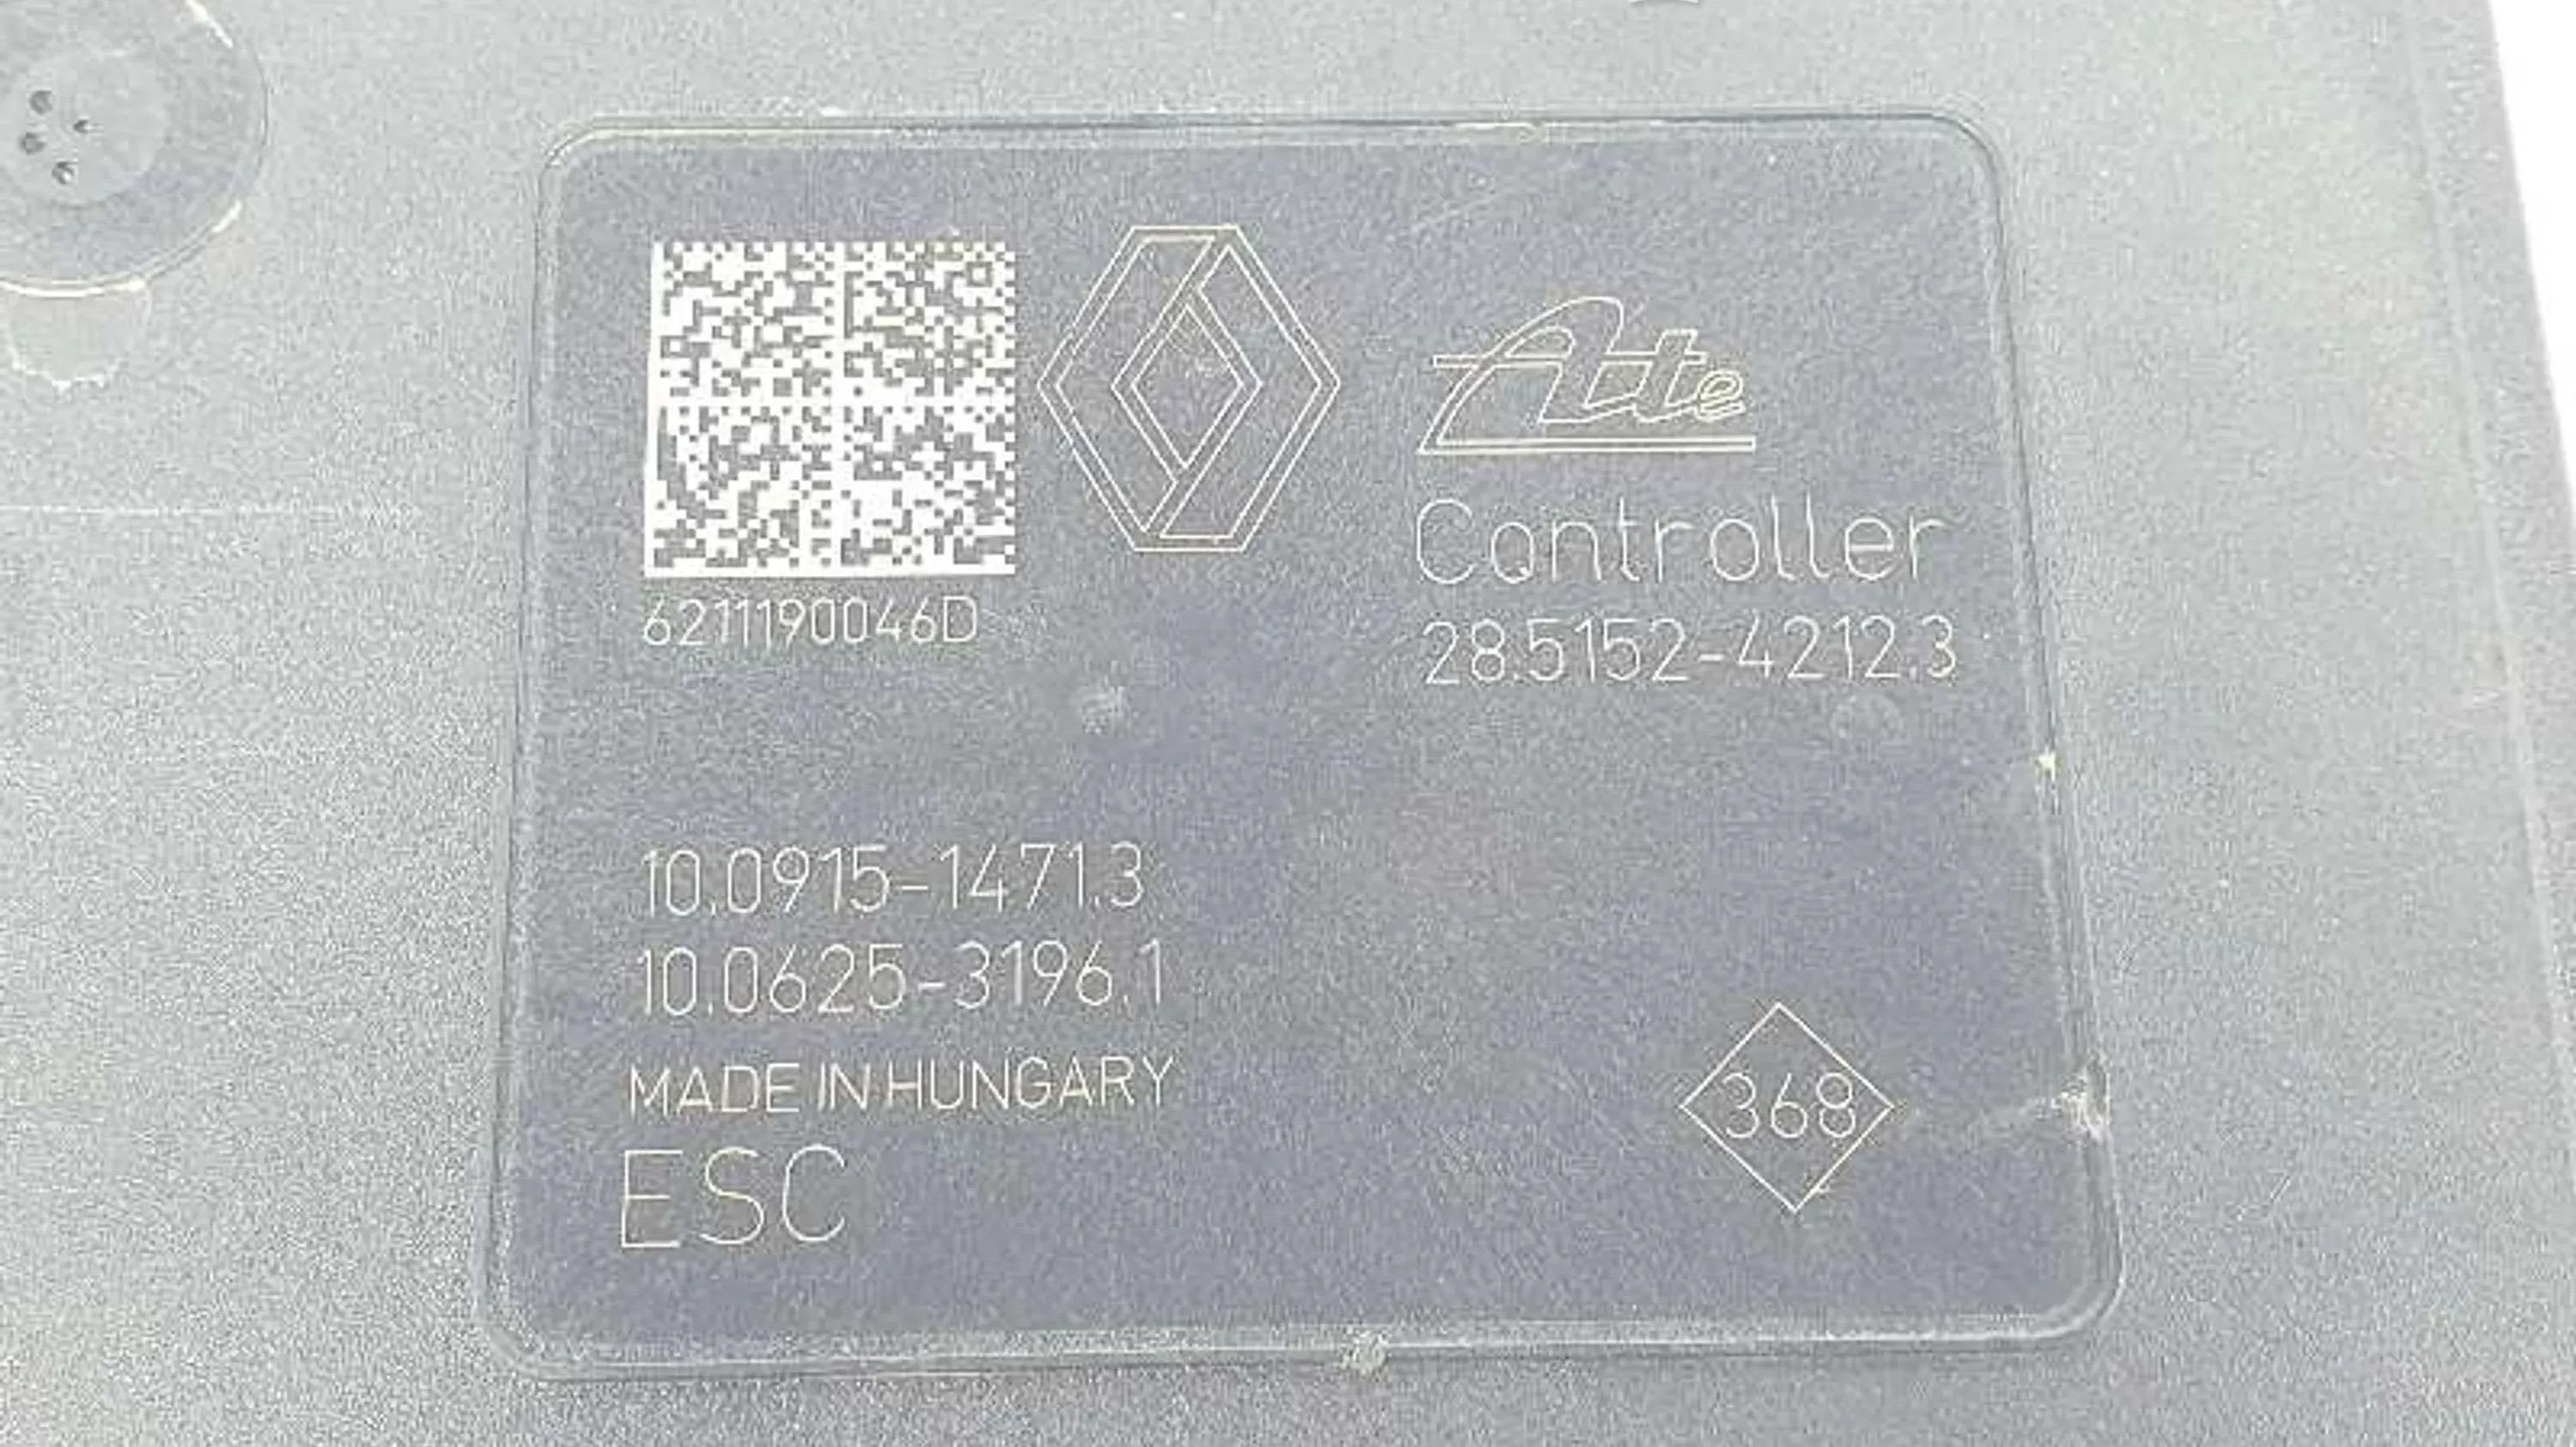 Ate
Controller
6211190046D
28.5152-4212.3
10.0915-1471.3
10.0625-3196.1
MADE IN HUNGARY
ESC
368